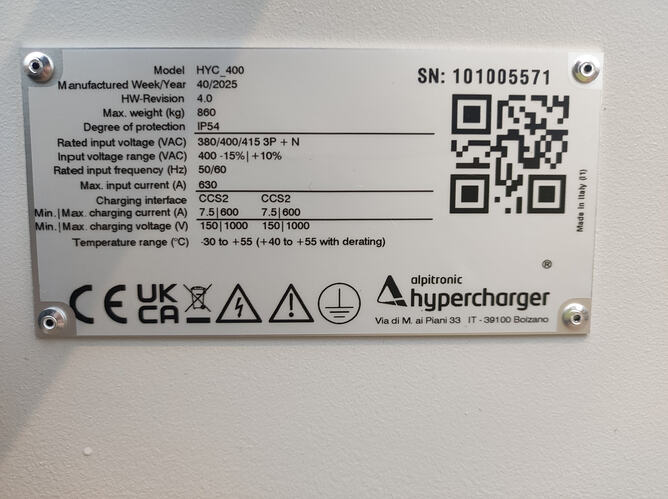 Model HYC_400
SN: 101005571
Manufactured Week/Year 40/2025
HW-Revision 4.0
Max. weight (kg) 860
Degree of protection IP54
Rated input voltage (VAC) 380/400/415 3P + N
Input voltage range (VAC) 400 -15%|+10%
Rated input frequency (Hz) 50/60
Max. input current (A) 630
Charging interface CCS2 CCS2
Min.|Max. charging current (A) 7.5|600 7.5|600
Min.|Max. charging voltage (V) 150|1000 150|1000
Temperature range (°C) -30 to +55 (+40 to +55 with derating)
Made in Italy (I1)
CE UK CA
alpitronic ®
hypercharger
Via di M. ai Piani 33 IT - 39100 Bolzano